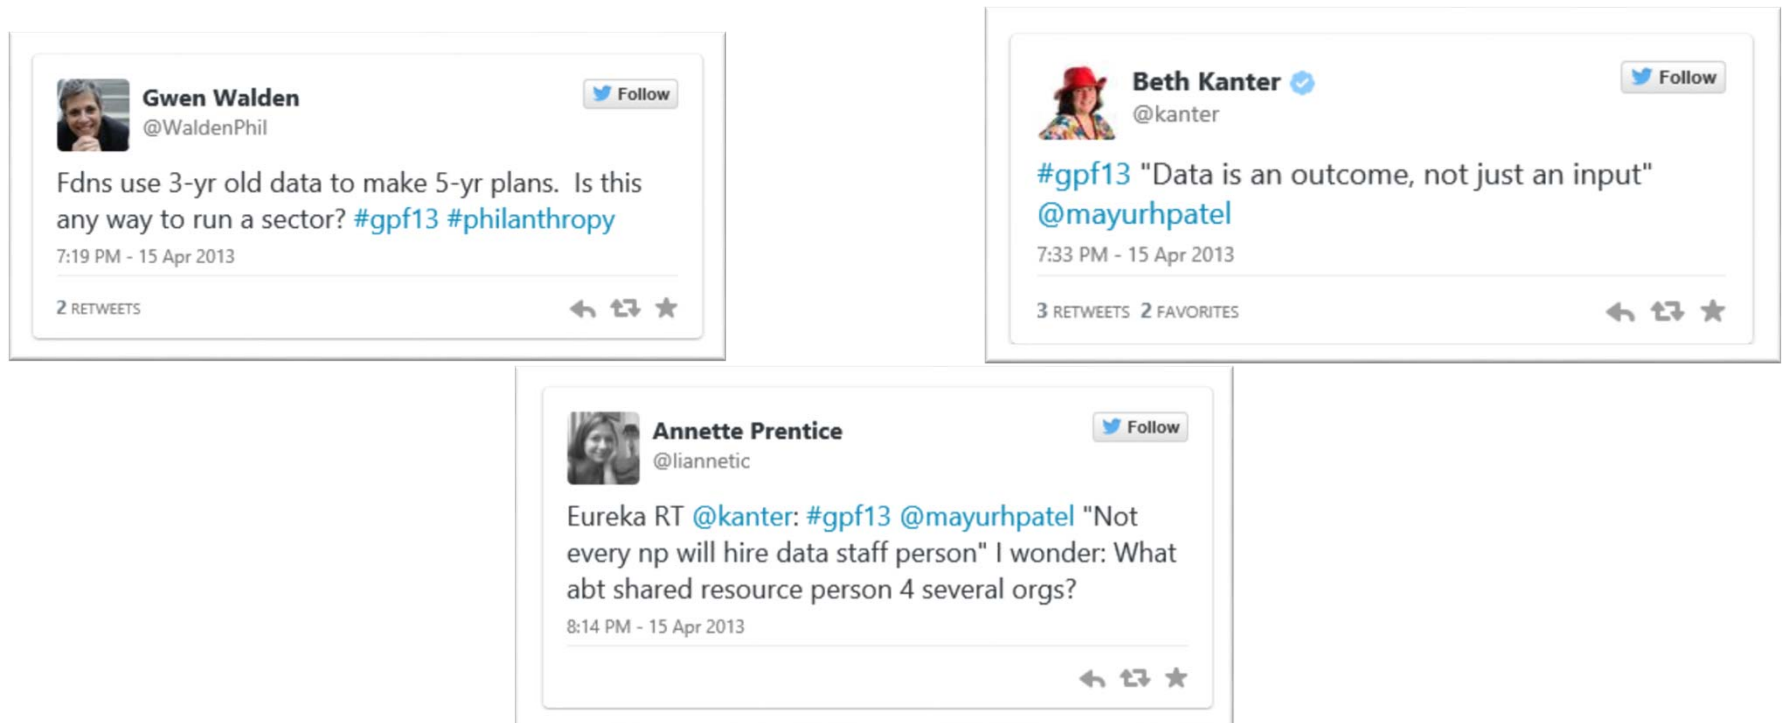 Gwen Walden
@WaldenPhil
Follow
Fdns use 3-yr old data to make 5-yr plans.  Is this
any way to run a sector? #gpf13 #philanthropy
7:19 PM - 15 Apr 2013
2 RETWEETS
Beth Kanter
@kanter
Follow
#gpf13 "Data is an outcome, not just an input"
@mayurhpatel
7:33 PM - 15 Apr 2013
3 RETWEETS 2 FAVORITES
Annette Prentice
@liannetic
Follow
Eureka RT @kanter: #gpf13 @mayurhpatel "Not
every np will hire data staff person" I wonder: What
abt shared resource person 4 several orgs?
8:14 PM - 15 Apr 2013